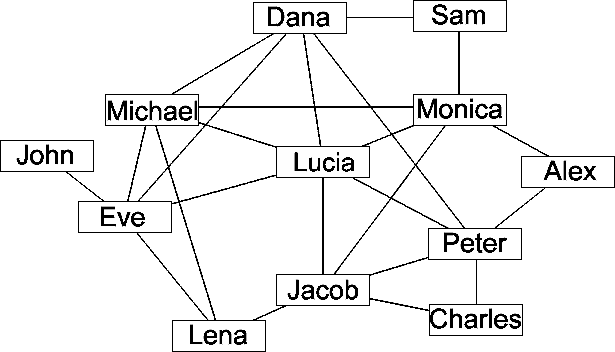 Dana
Sam
Michael
Monica
John
Lucia
Alex
Eve
Peter
Jacob
Charles
Lena